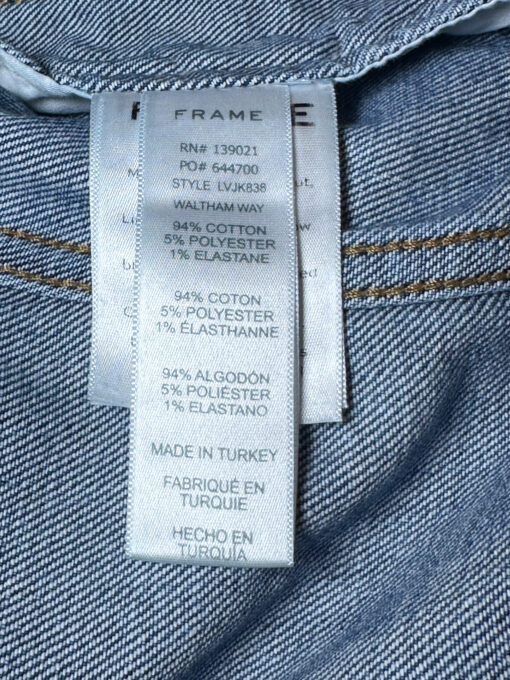 FRAME
RN# 139021
PO# 644700
STYLE LVJK838
WALTHAM WAY
94% COTTON
5% POLYESTER
1% ELASTANE
94% COTON
5% POLYESTER
1% ÉLASTHANNE
94% ALGODÓN
5% POLIÉSTER
1% ELASTANO
MADE IN TURKEY
FABRIQUÉ EN
TURQUIE
HECHO EN
TURQUÍA